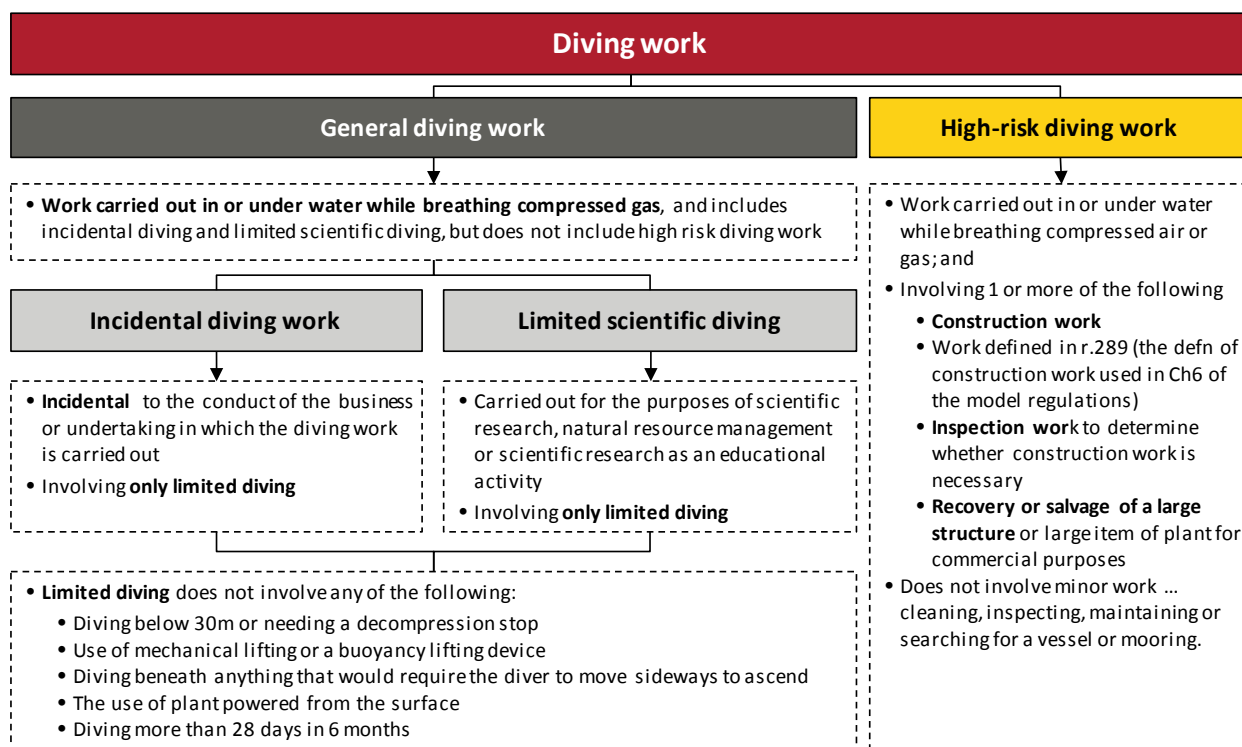 Diving work
General diving work
High-risk diving work
• Work carried out in or under water while breathing compressed gas, and includes
incidental diving and limited scientific diving, but does not include high risk diving work
Incidental diving work
Limited scientific diving
• Incidental to the conduct of the business
or undertaking in which the diving work
is carried out
• Involving only limited diving
• Carried out for the purposes of scientific
research, natural resource management
or scientific research as an educational
activity
• Involving only limited diving
• Limited diving does not involve any of the following:
• Diving below 30m or needing a decompression stop
• Use of mechanical lifting or a buoyancy lifting device
• Diving beneath anything that would require the diver to move sideways to ascend
• The use of plant powered from the surface
• Diving more than 28 days in 6 months
• Work carried out in or under water
while breathing compressed air or
gas; and
• Involving 1 or more of the following
• Construction work
• Work defined in r.289 (the defn of
construction work used in Ch6 of
the model regulations)
• Inspection work to determine
whether construction work is
necessary
• Recovery or salvage of a large
structure or large item of plant for
commercial purposes
• Does not involve minor work ...
cleaning, inspecting, maintaining or
searching for a vessel or mooring.